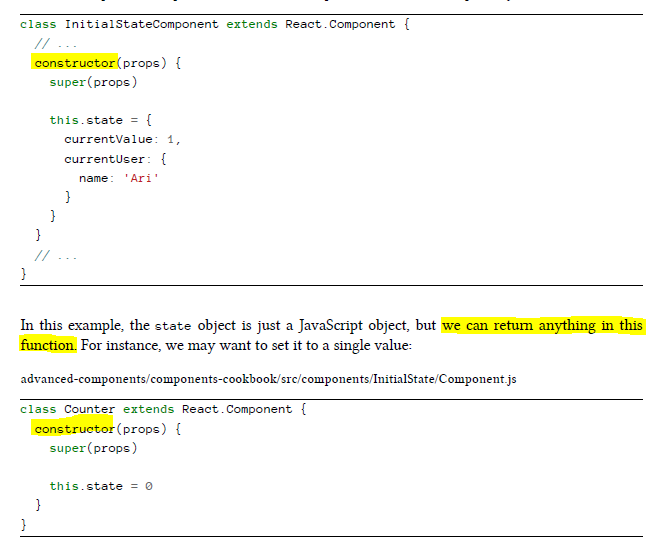 class InitialStateComponent extends React.Component {
// ...
constructor(props) {
super(props)
this.state = {
currentValue: 1,
currentUser: {
name: 'Ari'
}
}
}
// ...
}
In this example, the state object is just a JavaScript object, but we can return anything in this
function. For instance, we may want to set it to a single value:
advanced-components/components-cookbook/src/components/InitialState/Component.js
class Counter extends React.Component {
constructor(props) {
super(props)
this.state = 0
}
}